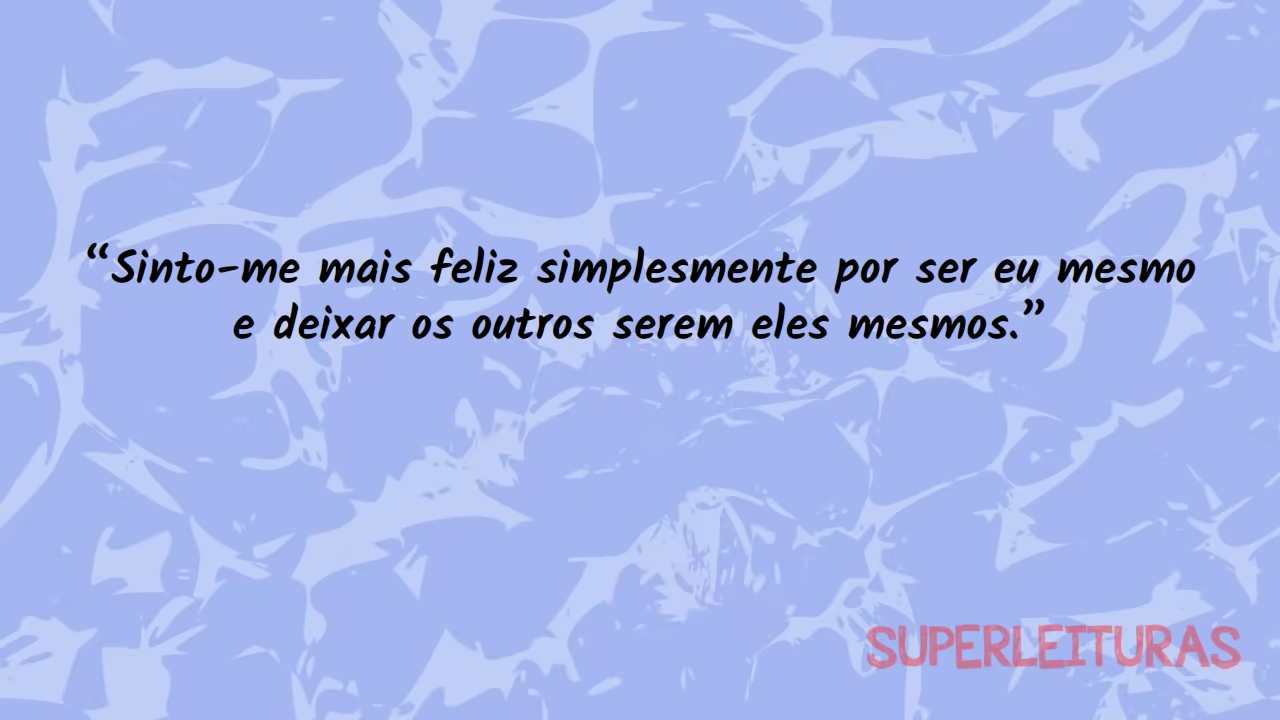 “Sinto-me mais feliz simplesmente por ser eu mesmo
e deixar os outros serem eles mesmos.”
SUPERLEITURAS